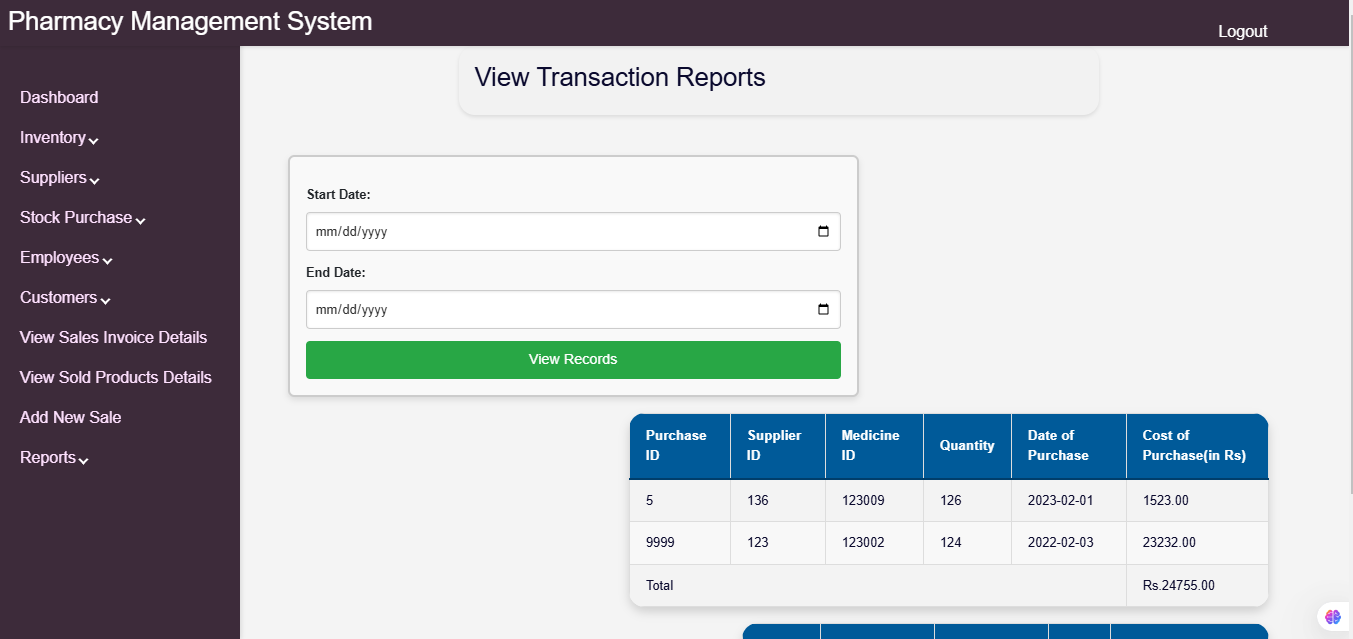 Pharmacy Management System
Logout
Dashboard
Inventory
Suppliers
Stock Purchase
Employees
Customers
View Sales Invoice Details
View Sold Products Details
Add New Sale
Reports
View Transaction Reports
Start Date:
mm/dd/yyyy
End Date:
mm/dd/yyyy
View Records
Purchase ID Supplier ID Medicine ID Quantity Date of Purchase Cost of Purchase(in Rs)
5 136 123009 126 2023-02-01 1523.00
9999 123 123002 124 2022-02-03 23232.00
Total Rs.24755.00